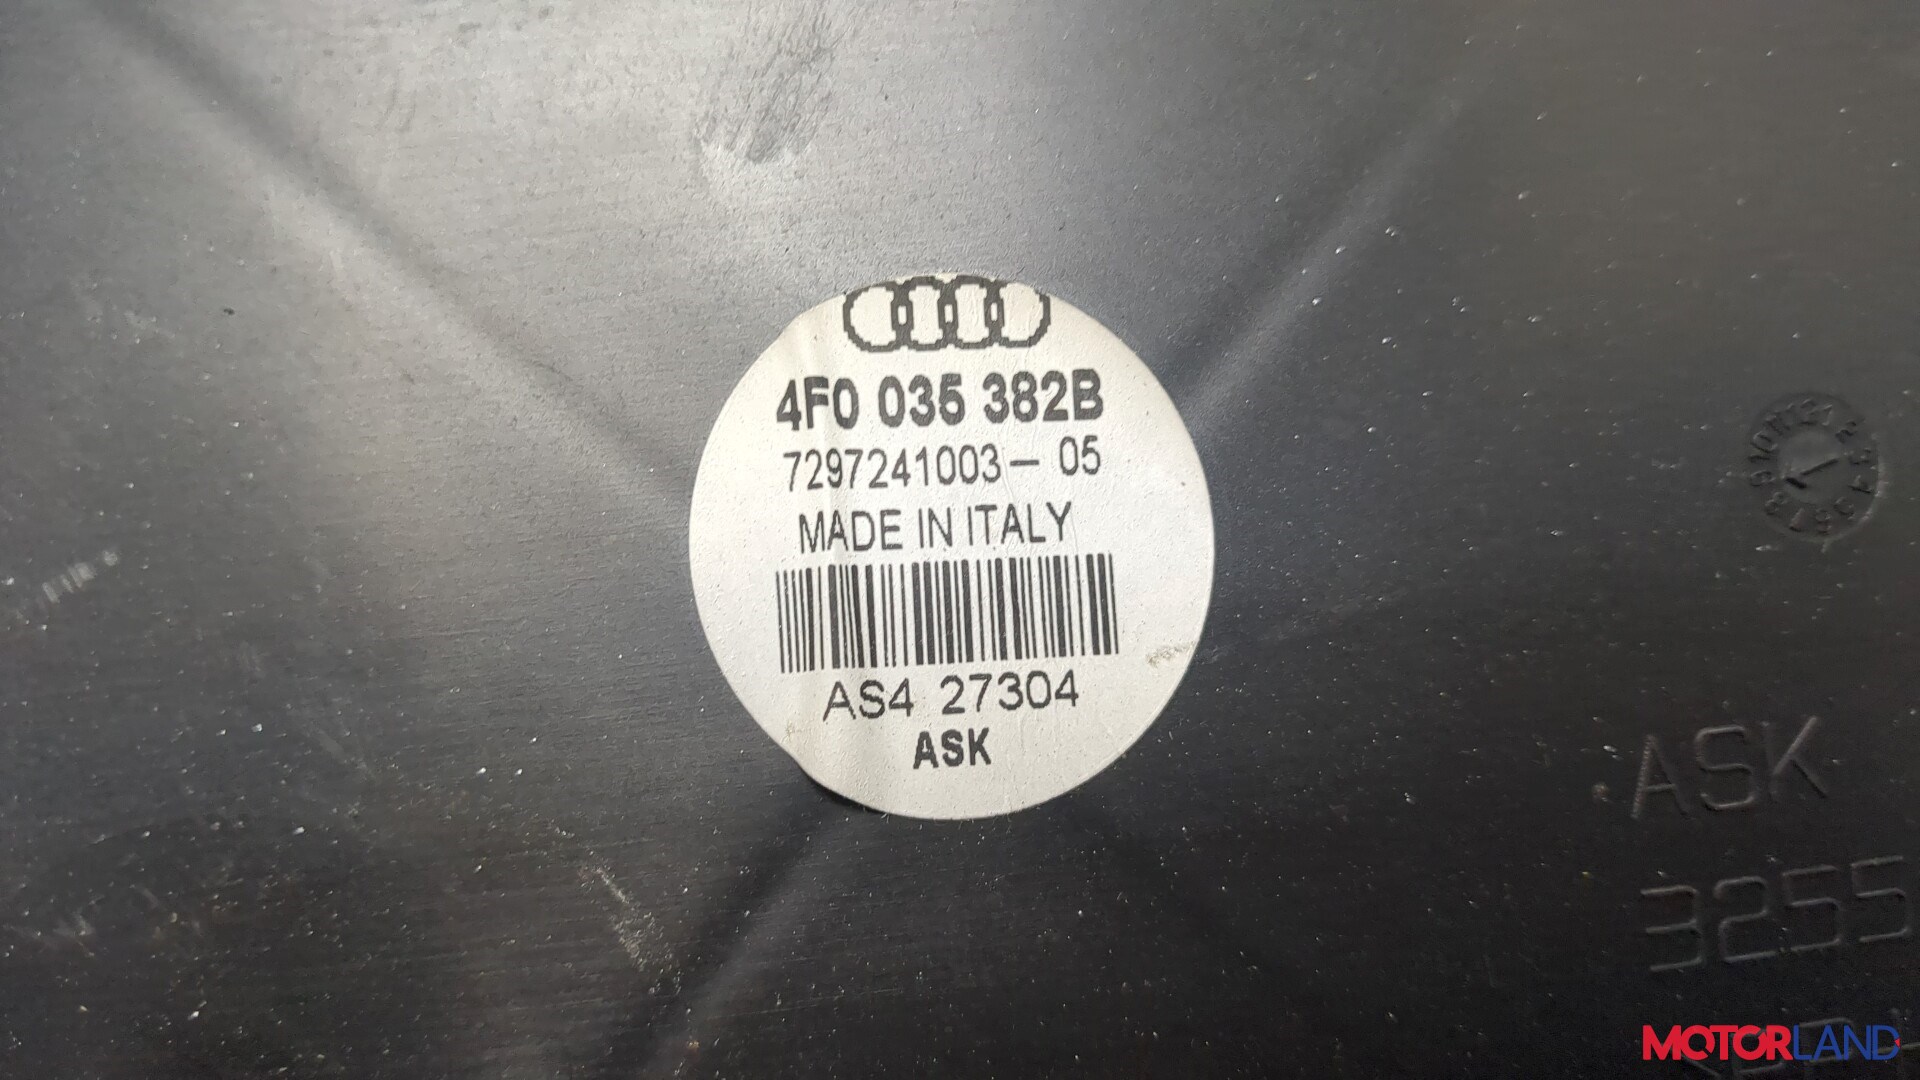 4F0 035 382B
7297241003- 05
MADE IN ITALY
AS4 27304
ASK
ASK
3255
MOTORLAND